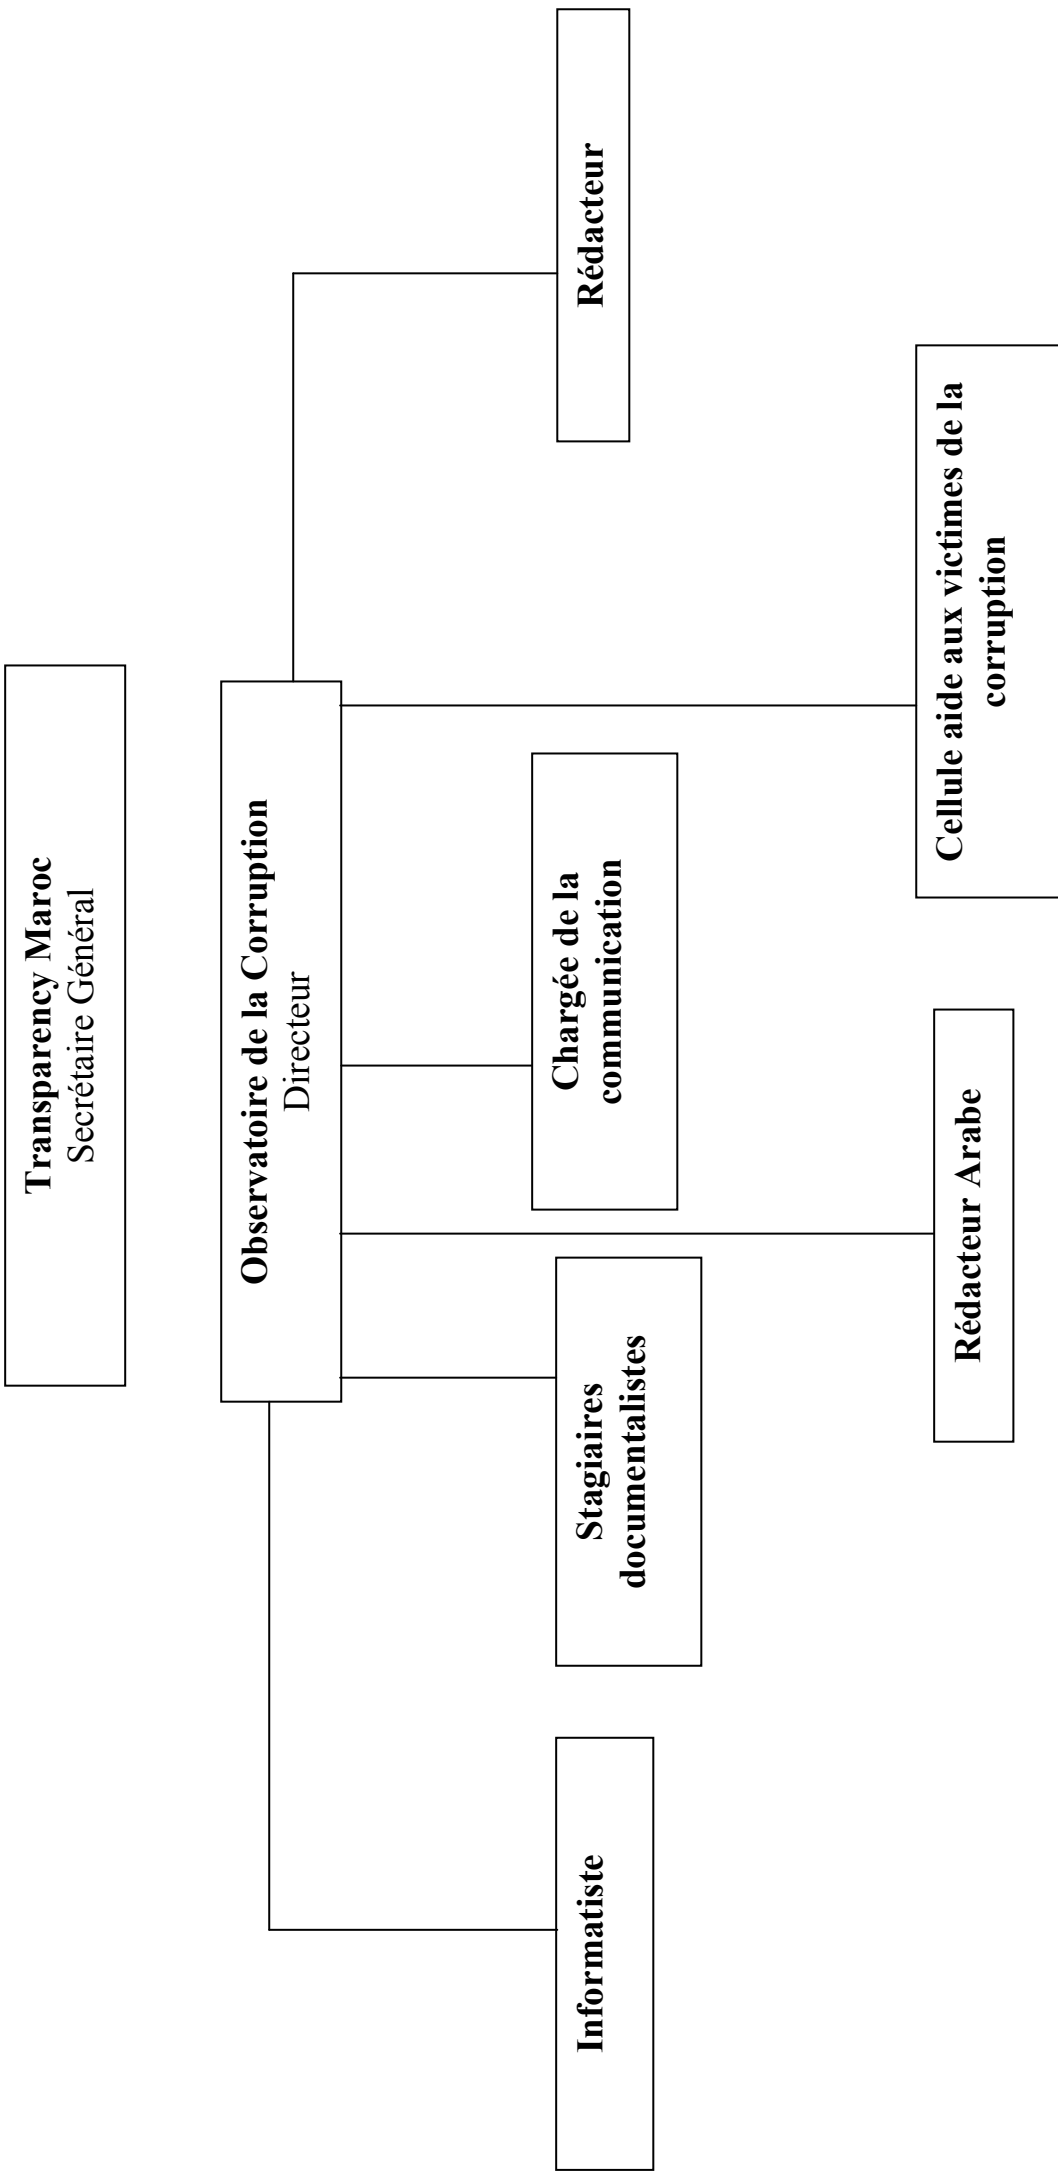 Transparency Maroc
Secrétaire Général
Observatoire de la Corruption
Directeur
Informatiste
Stagiaires
documentalistes
Chargée de la
communication
Rédacteur
Rédacteur Arabe
Cellule aide aux victimes de la
corruption